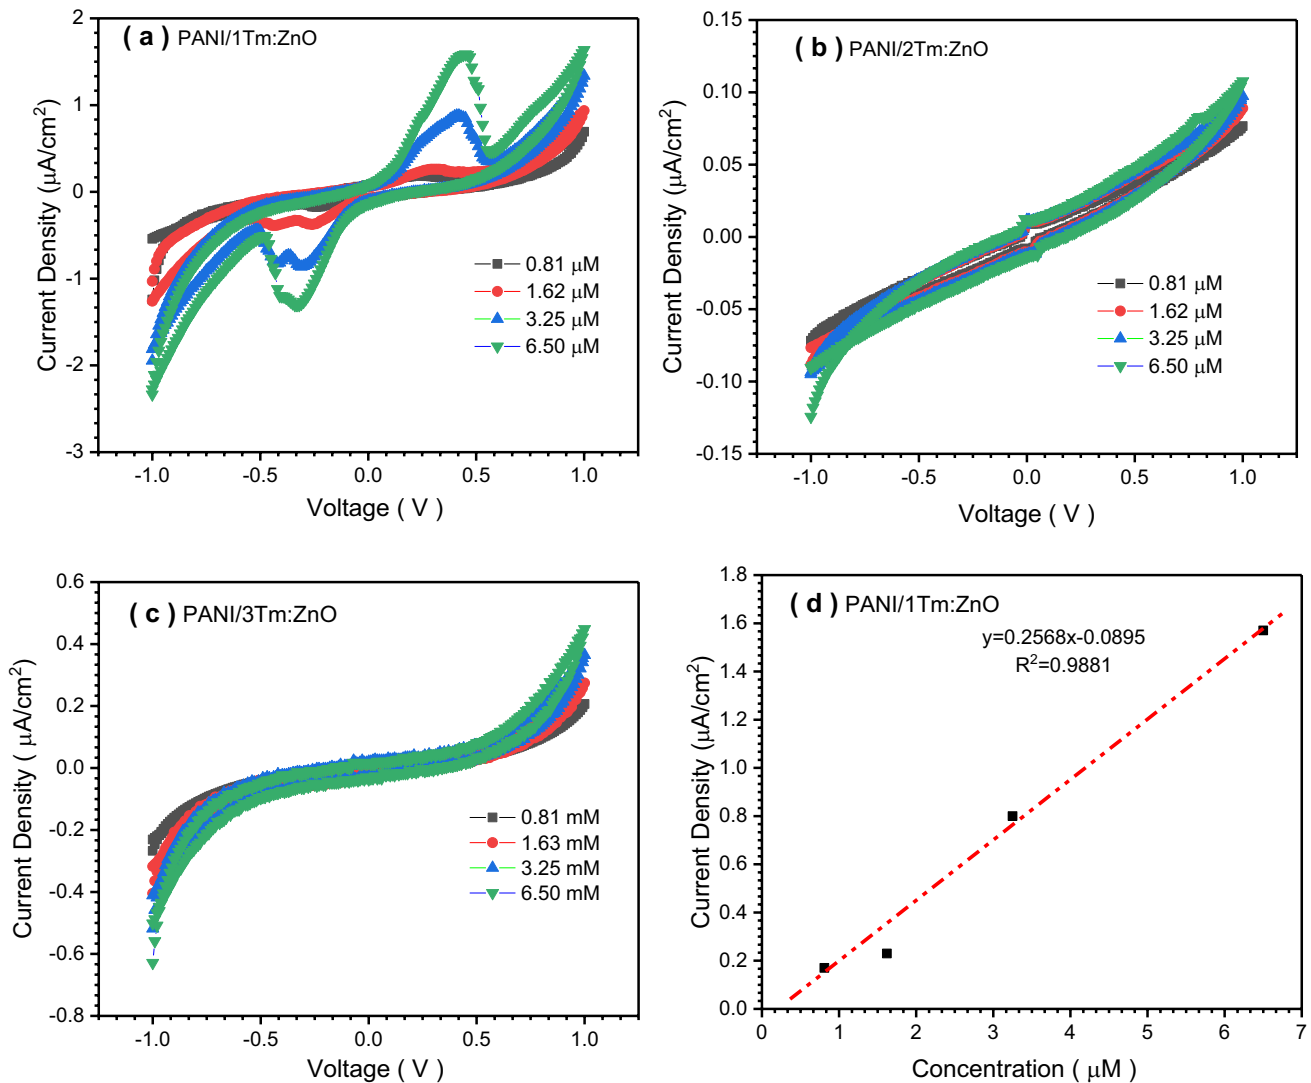 ( a ) PANI/1Tm:ZnO
2
1
0
-1
-2
-3
Current Density (μA/cm²)
-1.0 -0.5 0.0 0.5 1.0
Voltage ( V )
0.81 μM
1.62 μM
3.25 μM
6.50 μM
( b ) PANI/2Tm:ZnO
0.15
0.10
0.05
0.00
-0.05
-0.10
-0.15
Current Density (μA/cm²)
-1.0 -0.5 0.0 0.5 1.0
Voltage ( V )
0.81 μM
1.62 μM
3.25 μM
6.50 μM
( c ) PANI/3Tm:ZnO
0.6
0.4
0.2
0.0
-0.2
-0.4
-0.6
-0.8
Current Density ( μA/cm²)
-1.0 -0.5 0.0 0.5 1.0
Voltage ( V )
0.81 mM
1.63 mM
3.25 mM
6.50 mM
( d ) PANI/1Tm:ZnO
y=0.2568x-0.0895
R²=0.9881
1.8
1.6
1.4
1.2
1.0
0.8
0.6
0.4
0.2
0.0
Current Density (μA/cm²)
0 1 2 3 4 5 6 7
Concentration ( μM )